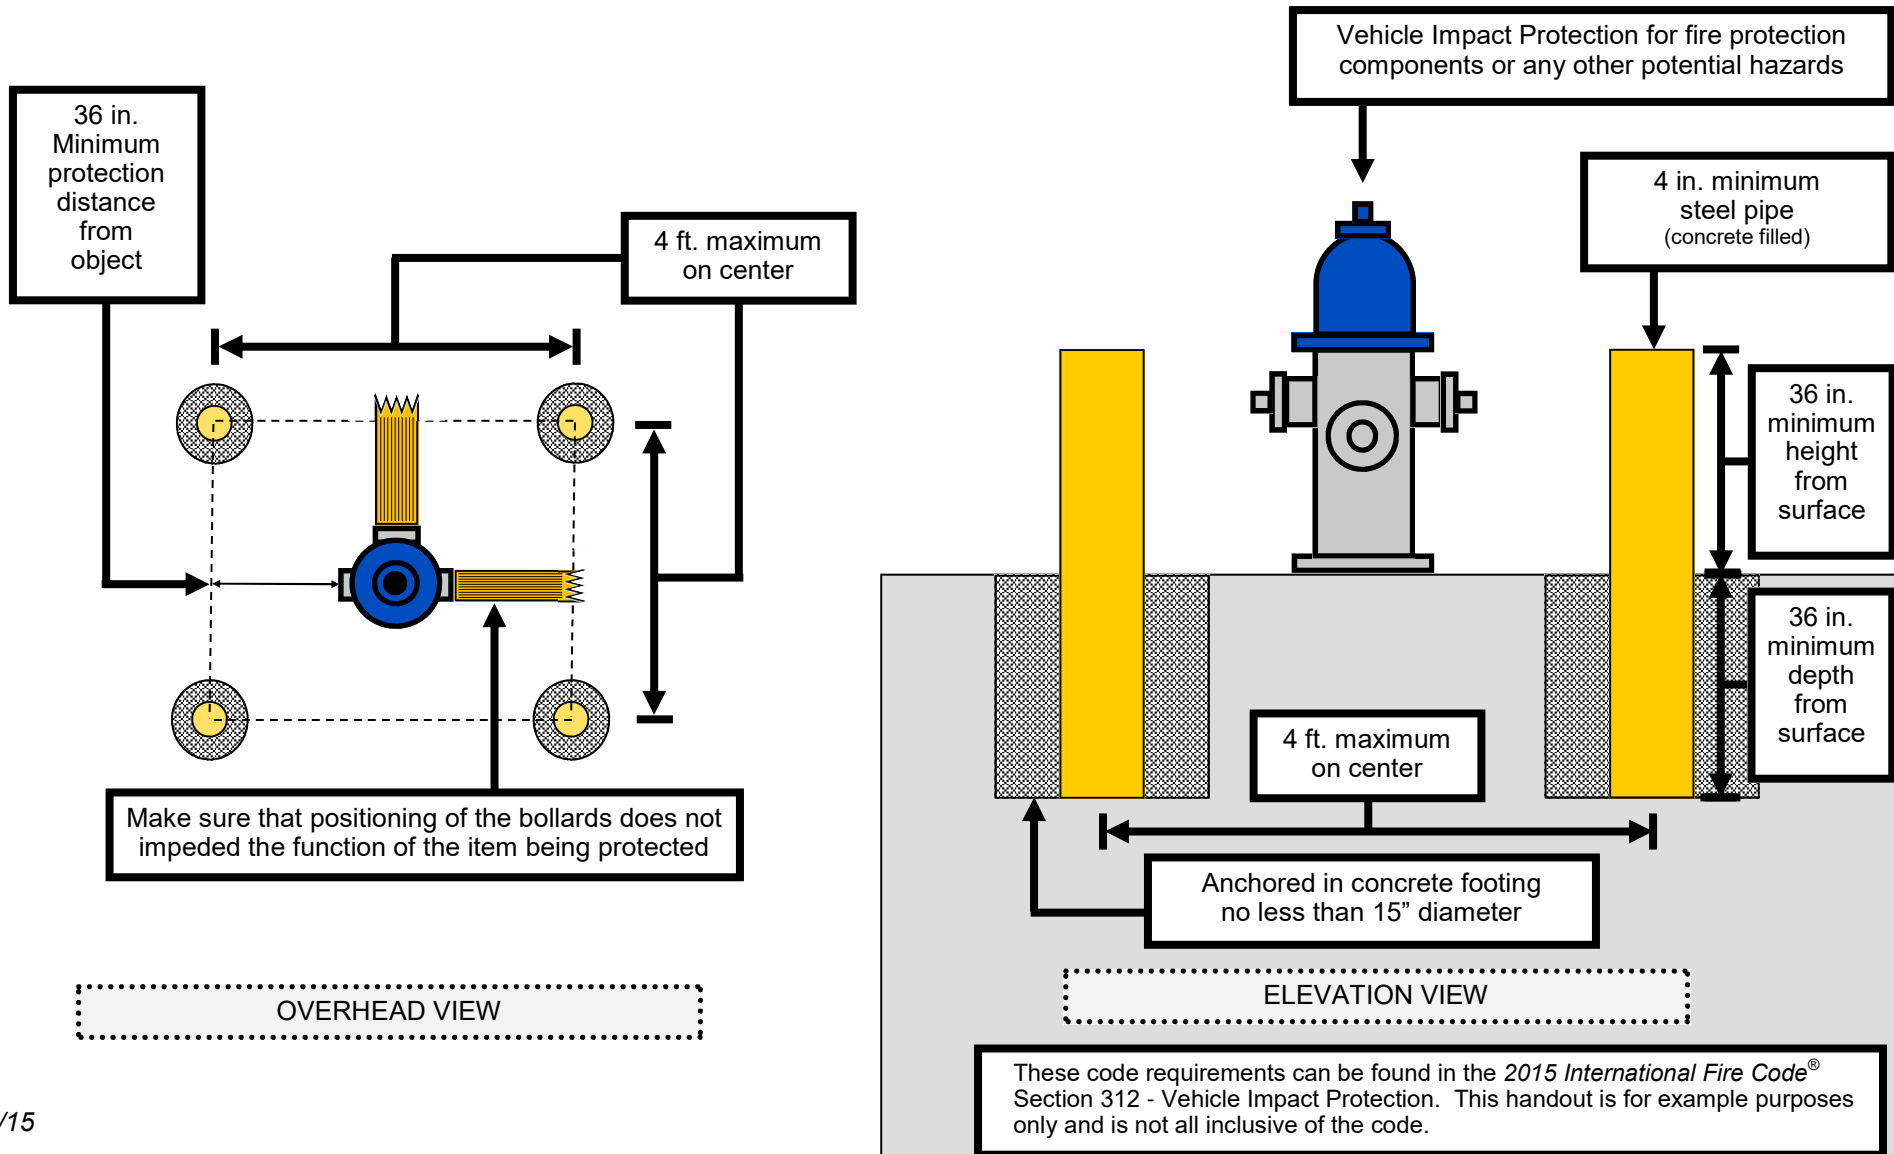 Vehicle Impact Protection for fire protection
components or any other potential hazards
36 in.
Minimum
protection
distance
from
object
4 ft. maximum
on center
4 in. minimum
steel pipe
(concrete filled)
36 in.
minimum
height
from
surface
36 in.
minimum
depth
from
surface
4 ft. maximum
on center
Make sure that positioning of the bollards does not
impeded the function of the item being protected
Anchored in concrete footing
no less than 15” diameter
OVERHEAD VIEW
ELEVATION VIEW
These code requirements can be found in the 2015 International Fire Code®
Section 312 - Vehicle Impact Protection.  This handout is for example purposes
only and is not all inclusive of the code.
/15